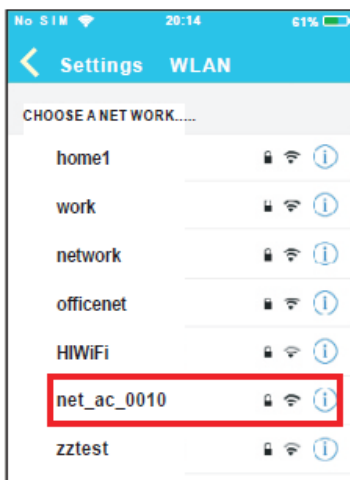 No SIM 20:14 61%
Settings WLAN
CHOOSE A NET WORK.....
home1
work
network
officenet
HIWiFi
net_ac_0010
zztest